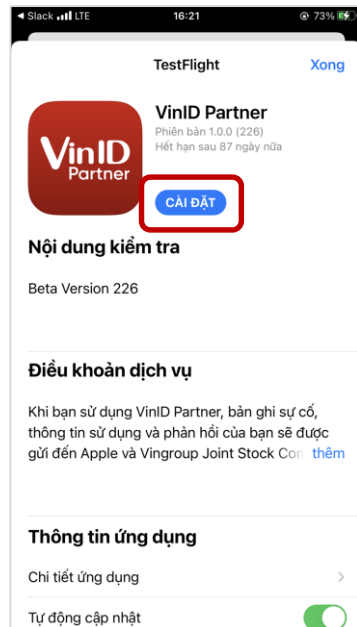 Slack LTE 16:21 73%
TestFlight Xong
VinID
Partner
VinID Partner
Phiên bản 1.0.0 (226)
Hết hạn sau 87 ngày nữa
CÀI ĐẶT
Nội dung kiểm tra
Beta Version 226
Điều khoản dịch vụ
Khi bạn sử dụng VinID Partner, bản ghi sự cố,
thông tin sử dụng và phản hồi của bạn sẽ được
gửi đến Apple và Vingroup Joint Stock Con thêm
Thông tin ứng dụng
Chi tiết ứng dụng
Tự động cập nhật